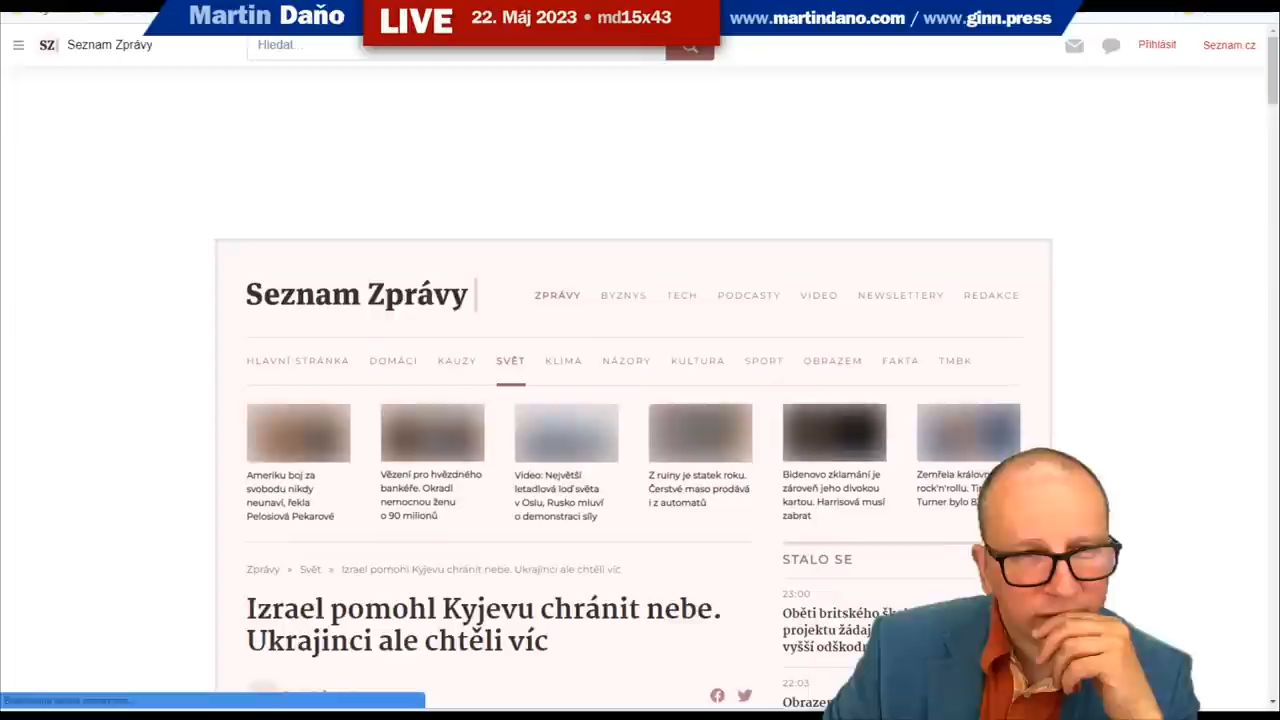 Martin Daňo
LIVE
22. Máj 2023 • md15x43
www.martindano.com / www.ginn.press
SZ Seznam Zprávy
Hledat...
Přihlásit
Seznam.cz
Seznam Zprávy
ZPRÁVY BYZNYS TECH PODCASTY VIDEO NEWSLETTERY REDAKCE
HLAVNÍ STRÁNKA DOMÁCÍ KAUZY SVĚT KLIMA NÁZORY KULTURA SPORT OBRAZEM FAKTA TMBK
Ameriku boj za
svobodu nikdy
neunaví, řekla
Pelosiová Pekarové
Vězení pro hvězdného
bankéře. Okradl
nemocnou ženu
o 90 milionů
Video: Největší
letadlová loď světa
v Oslu, Rusko mluví
o demonstraci síly
Z ruiny je statek roku.
Čerstvé maso prodává
i z automatů
Bidenovo zklamání je
zároveň jeho divokou
kartou. Harrisová musí
zabrat
Zemřela královn
rock'n'rollu. Ti
Turner bylo 8
Zprávy » Svět » Izrael pomohl Kyjevu chránit nebe. Ukrajinci ale chtěli víc
Izrael pomohl Kyjevu chránit nebe.
Ukrajinci ale chtěli víc
STALO SE
23:00
Oběti britského
projektu žádaj
vyšší odškodn
22:03
Obrazem